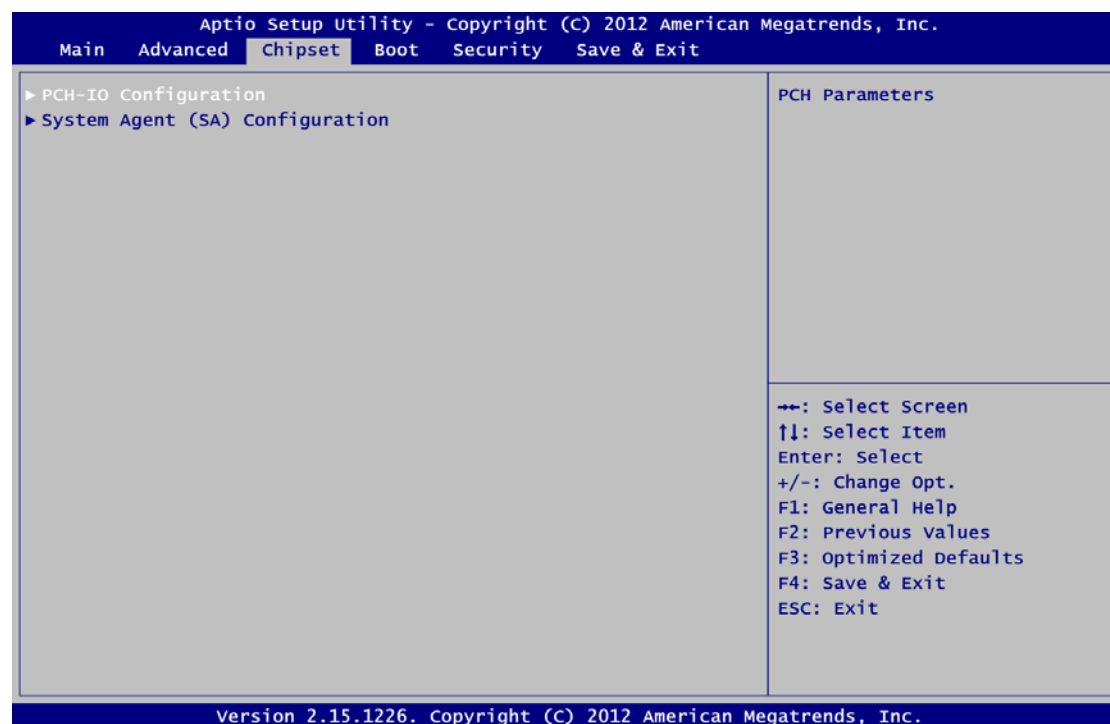 Aptio Setup Utility – Copyright (C) 2012 American Megatrends, Inc.
Main Advanced Chipset Boot Security Save & Exit
► PCH-IO Configuration
► System Agent (SA) Configuration
PCH Parameters
→←: Select Screen
↑↓: Select Item
Enter: Select
+/-: Change Opt.
F1: General Help
F2: Previous Values
F3: Optimized Defaults
F4: Save & Exit
ESC: Exit
Version 2.15.1226. Copyright (C) 2012 American Megatrends, Inc.